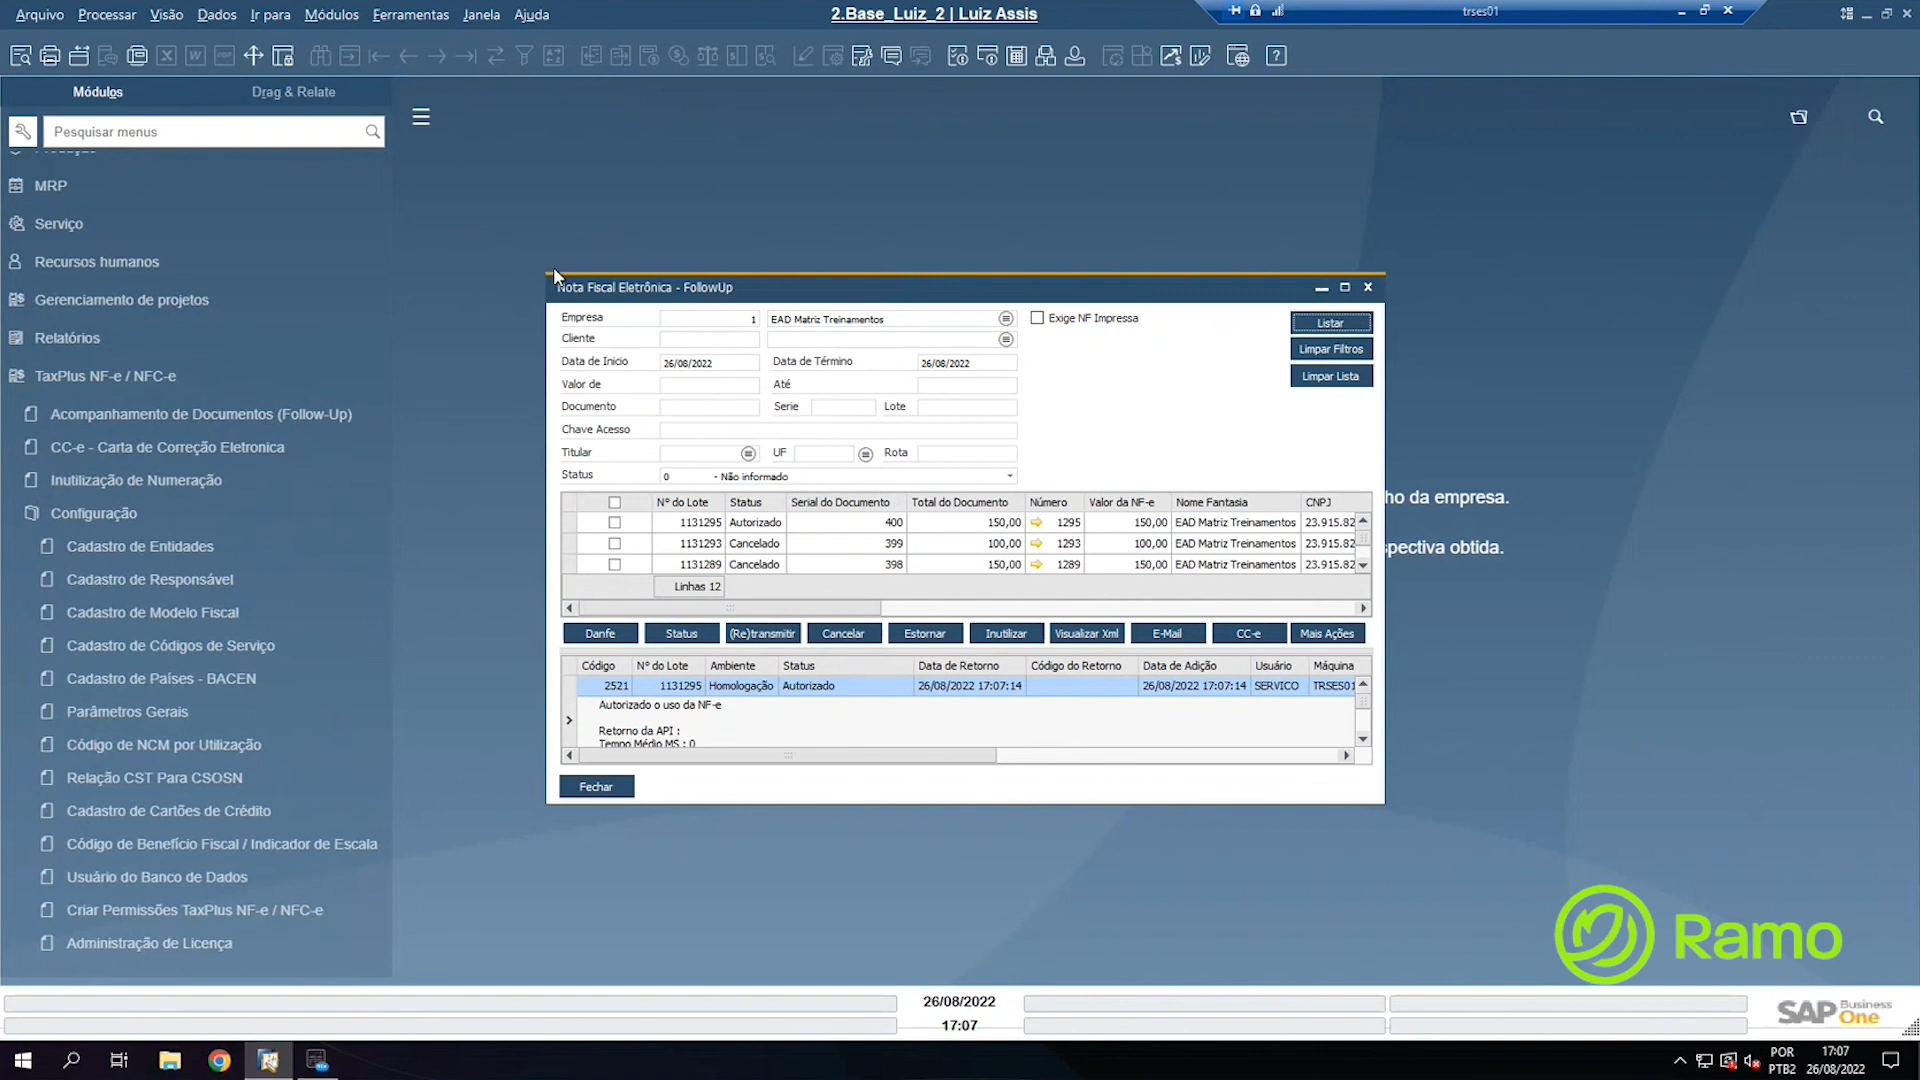 Arquivo Processar Visão Dados Ir para Módulos Ferramentas Janela Ajuda
2.Base_Luiz_2 | Luiz Assis
trses01
Módulos Drag & Relate
Pesquisar menus
MRP
Serviço
Recursos humanos
Gerenciamento de projetos
Relatórios
TaxPlus NF-e / NFC-e
Acompanhamento de Documentos (Follow-Up)
CC-e - Carta de Correção Eletronica
Inutilização de Numeração
Configuração
Cadastro de Entidades
Cadastro de Responsável
Cadastro de Modelo Fiscal
Cadastro de Códigos de Serviço
Cadastro de Países - BACEN
Parâmetros Gerais
Código de NCM por Utilização
Relação CST Para CSOSN
Cadastro de Cartões de Crédito
Código de Benefício Fiscal / Indicador de Escala
Usuário do Banco de Dados
Criar Permissões TaxPlus NF-e / NFC-e
Administração de Licença
Nota Fiscal Eletrônica - FollowUp
Empresa 1 EAD Matriz Treinamentos Exige NF Impressa Listar
Cliente Limpar Filtros
Data de Inicio 26/08/2022 Data de Término 26/08/2022
Valor de Até Limpar Lista
Documento Serie Lote
Chave Acesso
Titular UF Rota
Status 0 - Não informado
Nº do Lote Status Serial do Documento Total do Documento Número Valor da NF-e Nome Fantasia CNPJ
1131295 Autorizado 400 150,00 1295 150,00 EAD Matriz Treinamentos 23.915.82
1131293 Cancelado 399 100,00 1293 100,00 EAD Matriz Treinamentos 23.915.82
1131289 Cancelado 398 150,00 1289 150,00 EAD Matriz Treinamentos 23.915.82
Linhas 12
Danfe Status (Re)transmitir Cancelar Estornar Inutilizar Visualizar Xml E-Mail CC-e Mais Ações
Código Nº do Lote Ambiente Status Data de Retorno Código do Retorno Data de Adição Usuário Máquina
2521 1131295 Homologação Autorizado 26/08/2022 17:07:14 26/08/2022 17:07:14 SERVICO TRSES01
Autorizado o uso da NF-e
Retorno da API :
Tempo Médio MS : 0
Fechar
ho da empresa.
spectiva obtida.
Ramo
26/08/2022
17:07
SAP Business One
POR
PTB2
17:07
26/08/2022